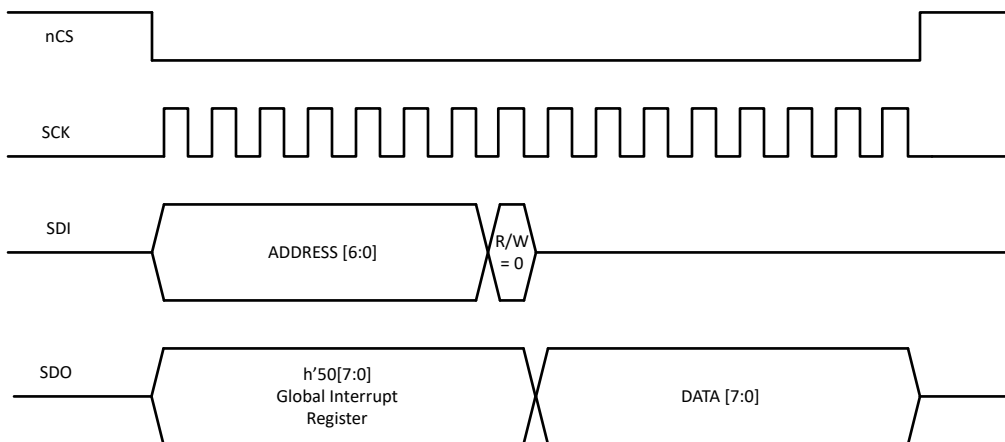 nCS
SCK
SDI
ADDRESS [6:0]
R/W
= 0
SDO
h’50[7:0]
Global Interrupt
Register
DATA [7:0]